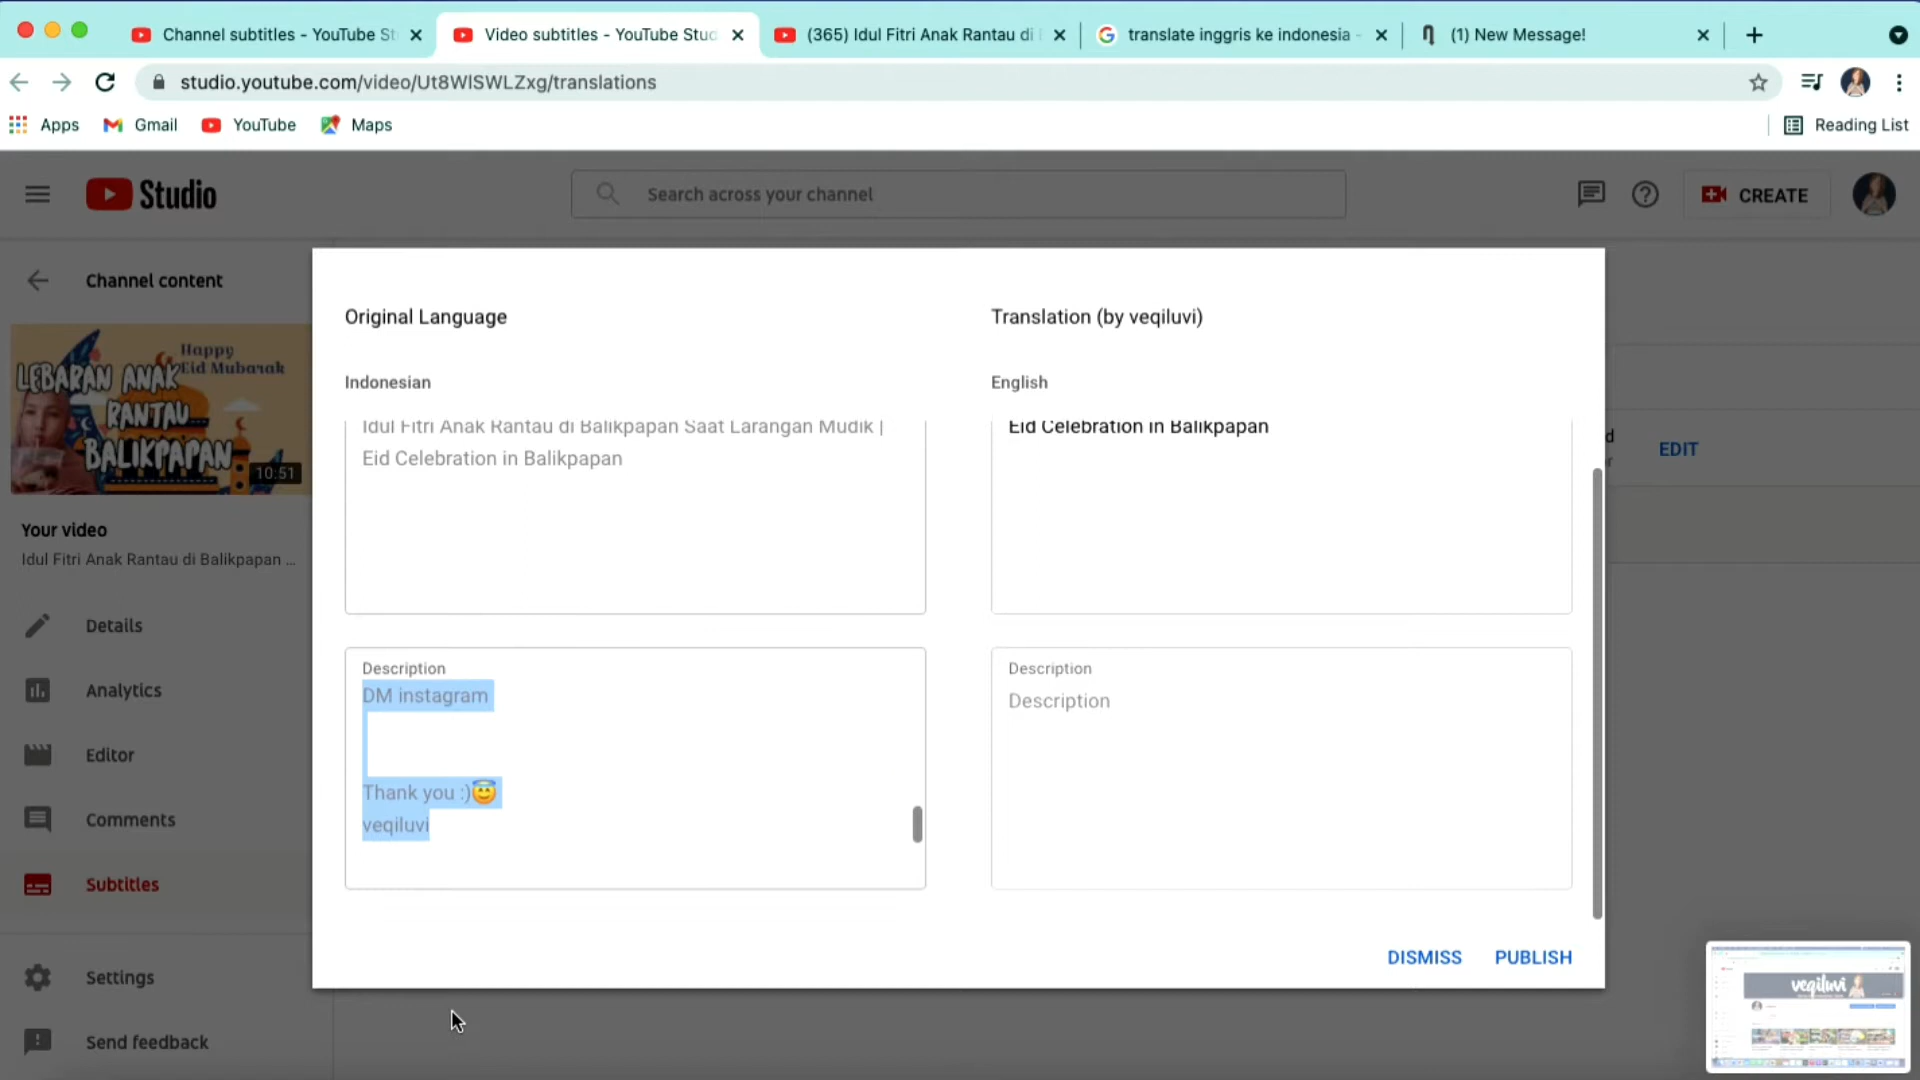 Channel subtitles - YouTube St
Video subtitles - YouTube Stud
(365) Idul Fitri Anak Rantau di
translate inggris ke indonesia -
(1) New Message!
studio.youtube.com/video/Ut8WlSWLZxg/translations
Apps
Gmail
YouTube
Maps
Reading List
Studio
Search across your channel
CREATE
Channel content
Happy
Eid Mubarak
LEBARAN ANAK
RANTAU
BALIKPAPAN
10:51
Your video
Idul Fitri Anak Rantau di Balikpapan ...
Details
Analytics
Editor
Comments
Subtitles
Settings
Send feedback
Original Language
Translation (by veqiluvi)
Indonesian
English
Idul Fitri Anak Rantau di Balikpapan Saat Larangan Mudik |
Eid Celebration in Balikpapan
Eid Celebration in Balikpapan
Description
DM instagram
Thank you :)😇
veqiluvi
Description
Description
DISMISS
PUBLISH
d
r
EDIT
veqiluvi